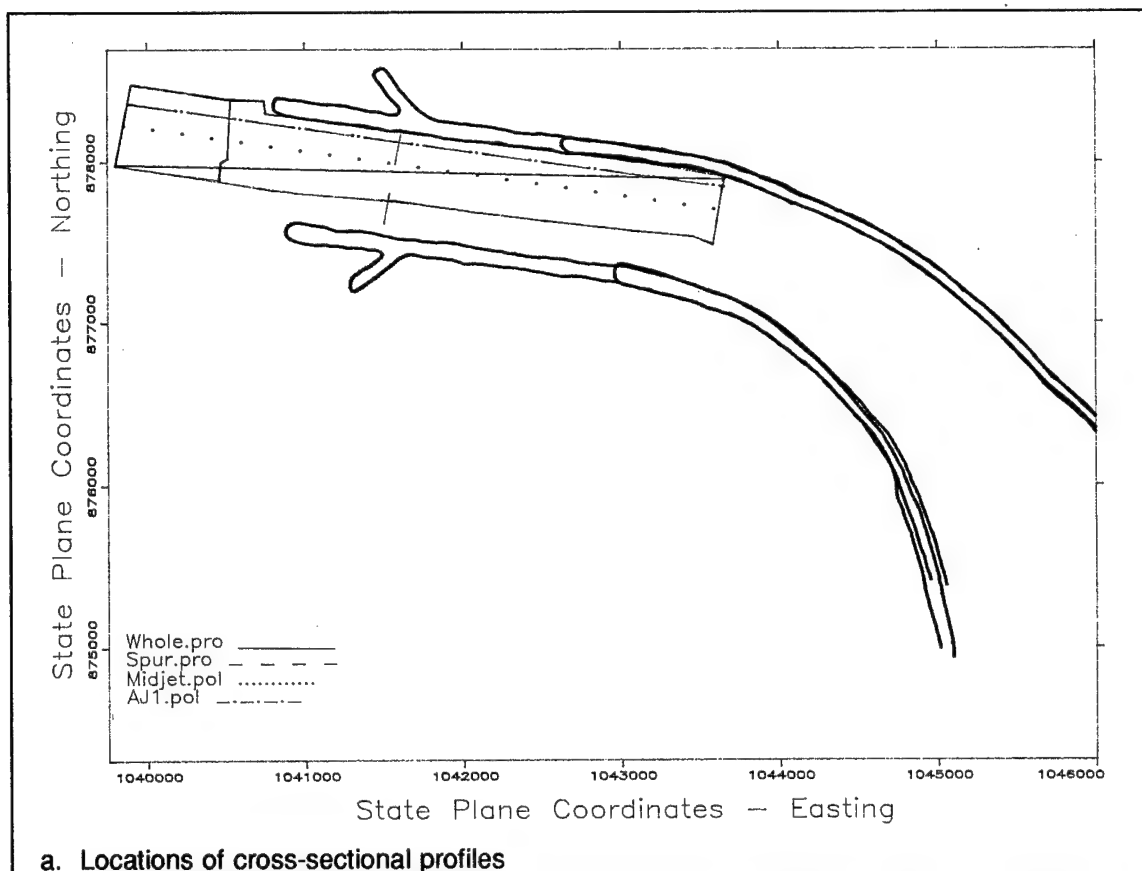 State Plane Coordinates — Northing
878000
877000
876000
875000
Whole.pro
Spur.pro
Midjet.pol
AJ1.pol
1040000 1041000 1042000 1043000 1044000 1045000 1046000
State Plane Coordinates — Easting
a. Locations of cross-sectional profiles